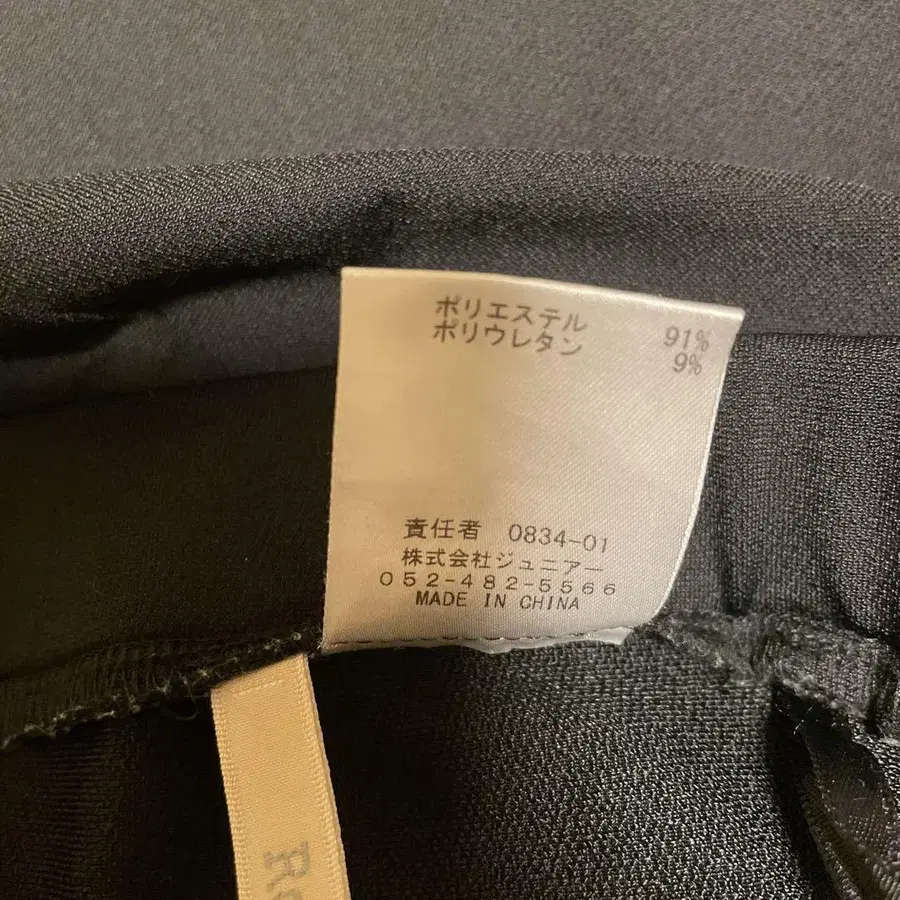 ポリエステル 91%
ポリウレタン 9%
責任者 0834-01
株式会社ジュニアー
052-482-5566
MADE IN CHINA